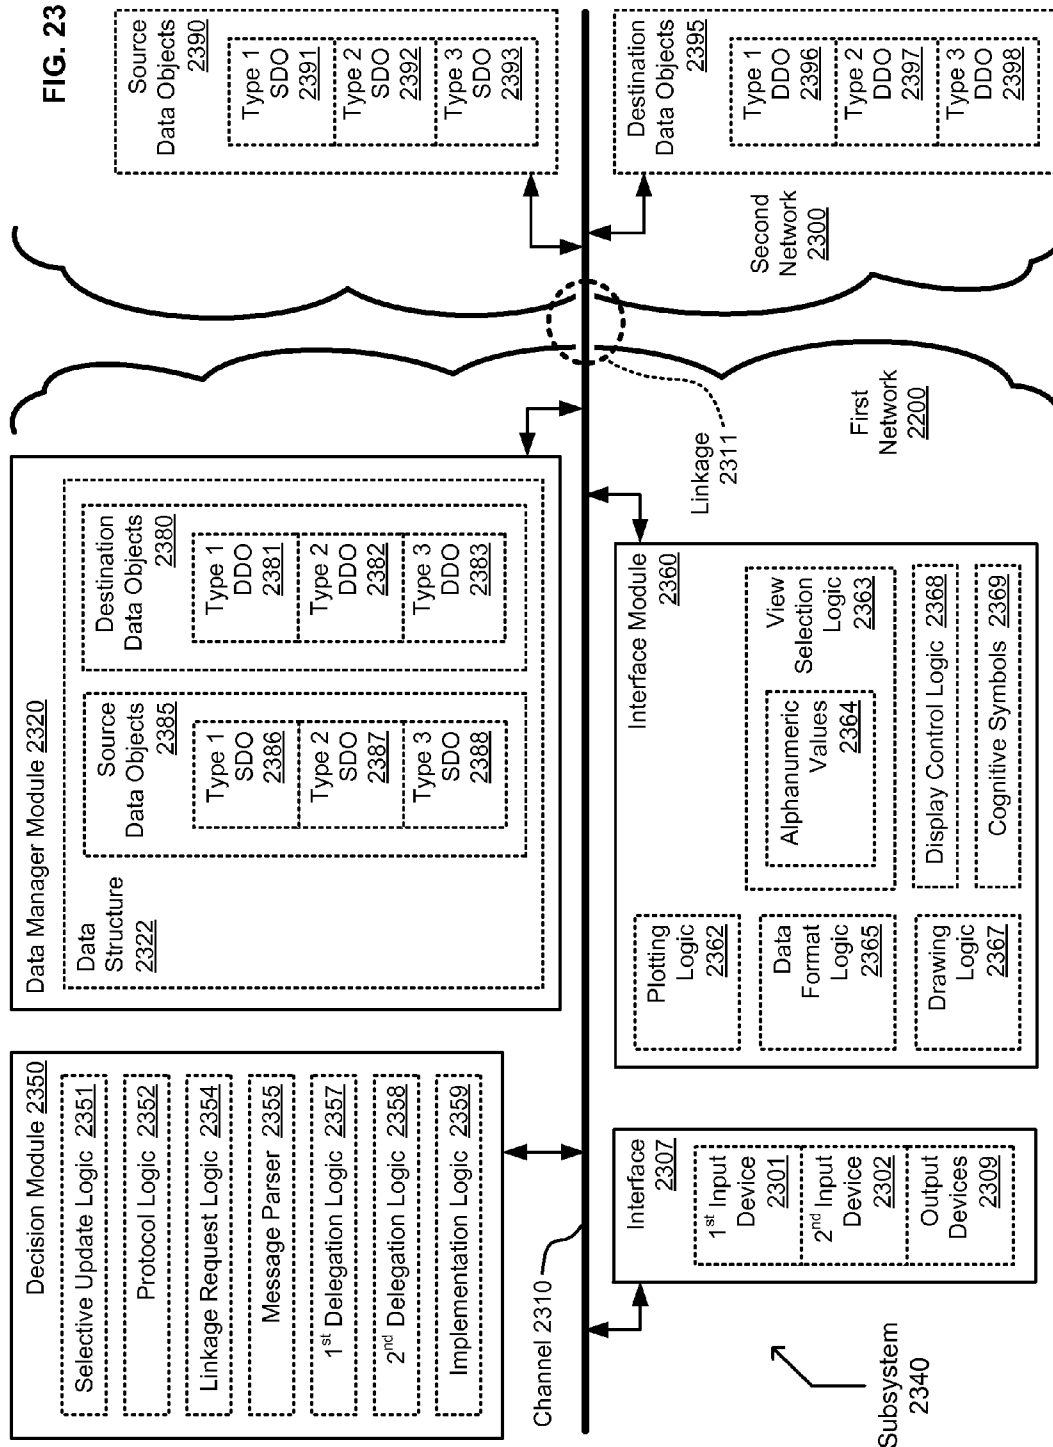 FIG. 23
Decision Module 2350
Selective Update Logic 2351
Protocol Logic 2352
Linkage Request Logic 2354
Message Parser 2355
1st Delegation Logic 2357
2nd Delegation Logic 2358
Implementation Logic 2359
Data Manager Module 2320
Data
Structure
2322
Source
Data Objects
2385
Type 1
SDO
2386
Type 2
SDO
2387
Type 3
SDO
2388
Destination
Data Objects
2380
Type 1
DDO
2381
Type 2
DDO
2382
Type 3
DDO
2383
Source
Data Objects
2390
Type 1
SDO
2391
Type 2
SDO
2392
Type 3
SDO
2393
Channel 2310
Interface
2307
1st Input
Device
2301
2nd Input
Device
2302
Output
Devices
2309
Subsystem
2340
Interface Module
2360
Plotting
Logic
2362
Data
Format
Logic
2365
Drawing
Logic
2367
Alphanumeric
Values
2364
View
Selection
Logic
2363
Display Control Logic 2368
Cognitive Symbols 2369
Linkage
2311
First
Network
2200
Second
Network
2300
Destination
Data Objects
2395
Type 1
DDO
2396
Type 2
DDO
2397
Type 3
DDO
2398